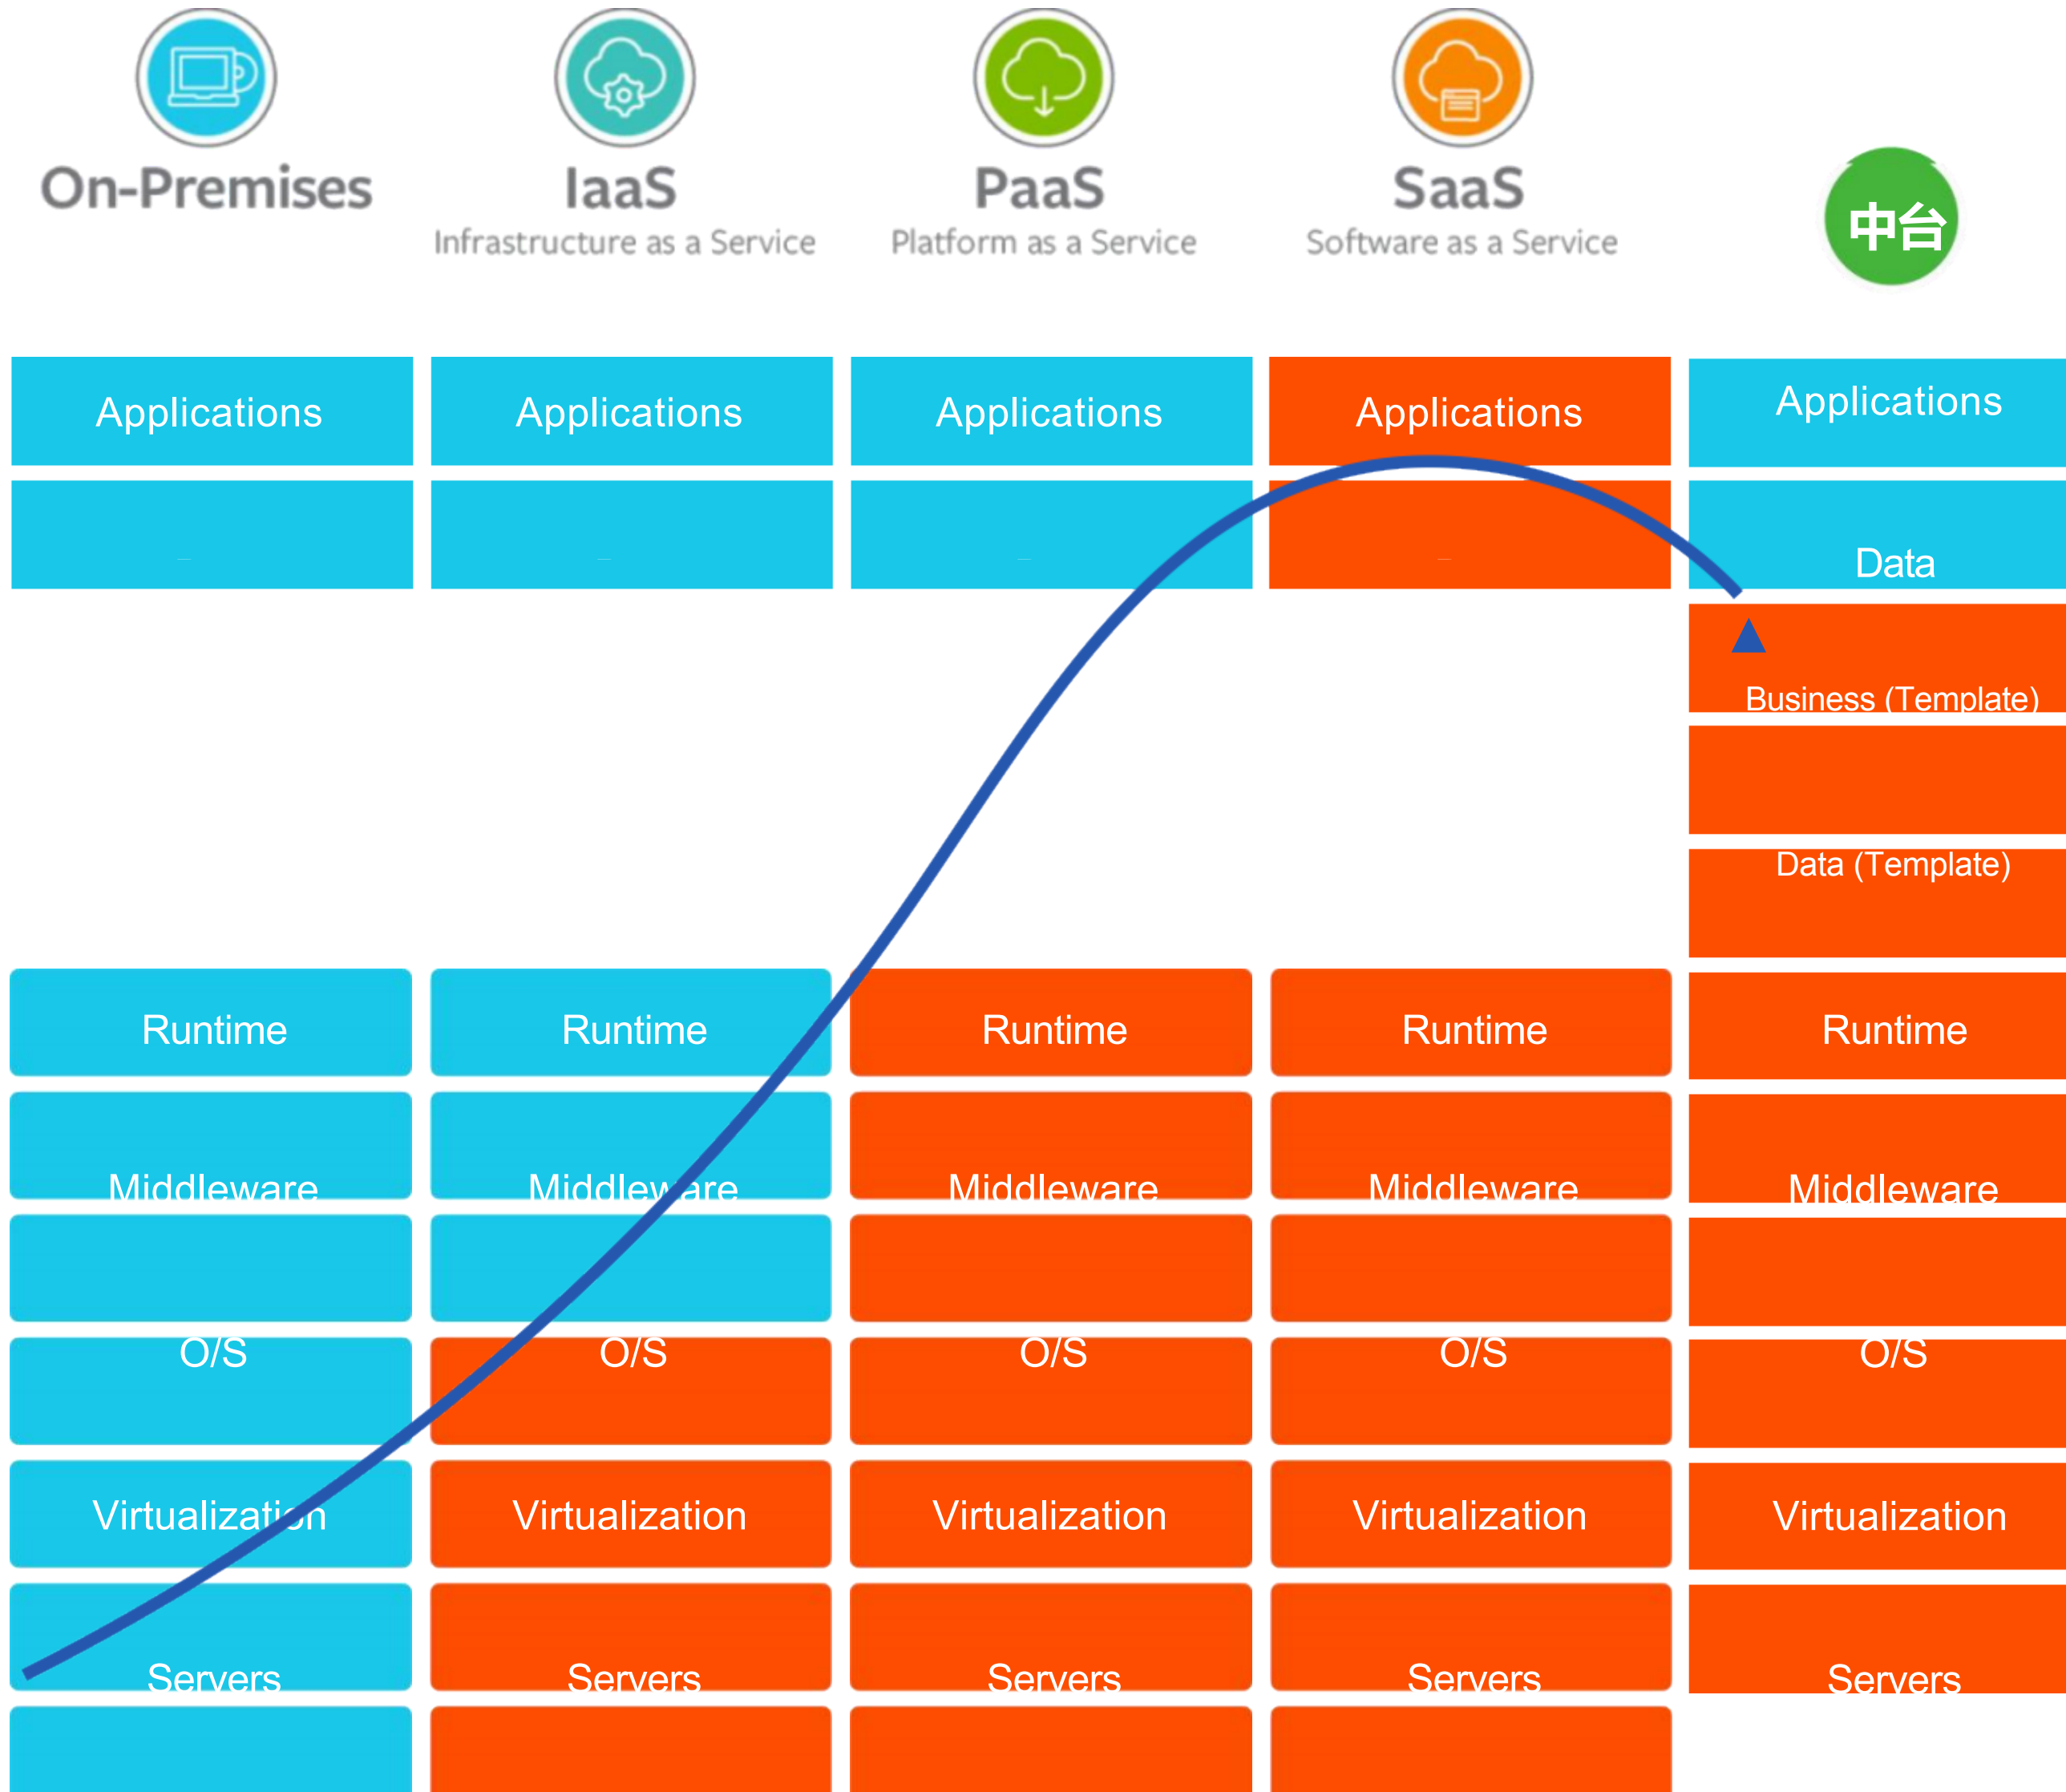 On-Premises
IaaS
Infrastructure as a Service
PaaS
Platform as a Service
SaaS
Software as a Service
中台
Applications
Applications
Applications
Applications
Applications
Data
Business (Template)
Data (Template)
Runtime
Runtime
Runtime
Runtime
Runtime
Middleware
Middleware
Middleware
Middleware
Middleware
O/S
O/S
O/S
O/S
O/S
Virtualization
Virtualization
Virtualization
Virtualization
Virtualization
Servers
Servers
Servers
Servers
Servers